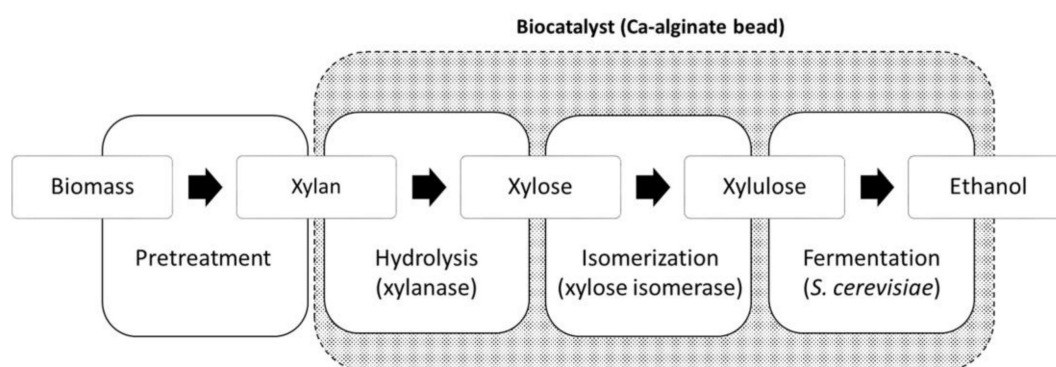 Biocatalyst (Ca-alginate bead)
Biomass
Xylan
Xylose
Xylulose
Ethanol
Pretreatment
Hydrolysis
(xylanase)
Isomerization
(xylose isomerase)
Fermentation
(S. cerevisiae)